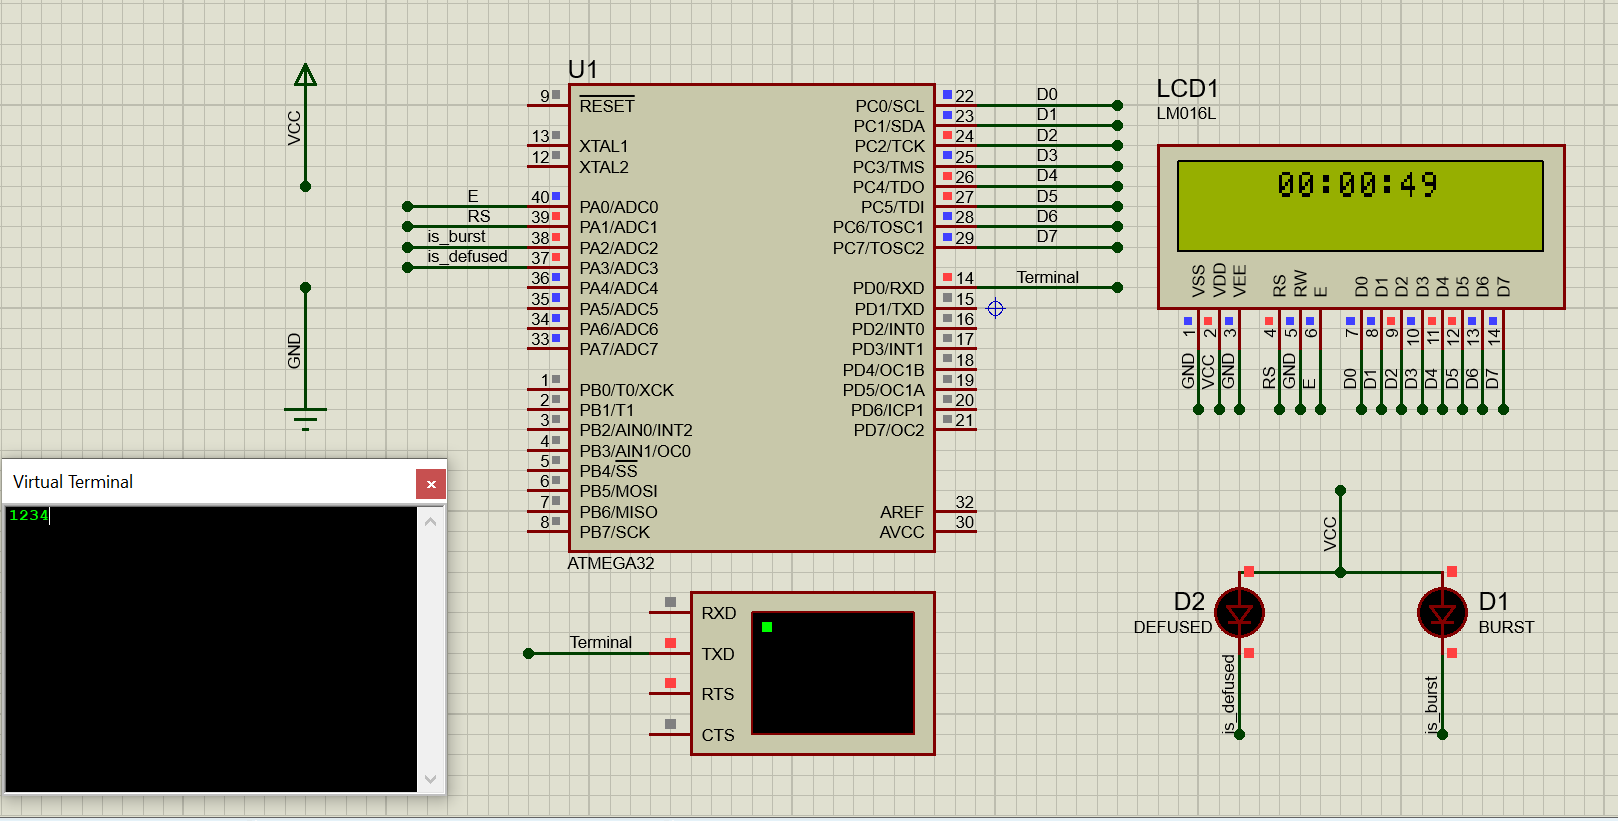 U1
9 RESET
13 XTAL1
12 XTAL2
E 40 PA0/ADC0
RS 39 PA1/ADC1
is_burst 38 PA2/ADC2
is_defused 37 PA3/ADC3
36 PA4/ADC4
35 PA5/ADC5
34 PA6/ADC6
33 PA7/ADC7
1 PB0/T0/XCK
2 PB1/T1
3 PB2/AIN0/INT2
4 PB3/AIN1/OC0
5 PB4/SS
6 PB5/MOSI
7 PB6/MISO
8 PB7/SCK
PC0/SCL 22 D0
PC1/SDA 23 D1
PC2/TCK 24 D2
PC3/TMS 25 D3
PC4/TDO 26 D4
PC5/TDI 27 D5
PC6/TOSC1 28 D6
PC7/TOSC2 29 D7
PD0/RXD 14 Terminal
PD1/TXD 15
PD2/INT0 16
PD3/INT1 17
PD4/OC1B 18
PD5/OC1A 19
PD6/ICP1 20
PD7/OC2 21
AREF 32
AVCC 30
ATMEGA32
VCC
GND
LCD1
LM016L
00:00:49
VSS VDD VEE RS RW E D0 D1 D2 D3 D4 D5 D6 D7
1 2 3 4 5 6 7 8 9 10 11 12 13 14
GND VCC GND RS GND E D0 D1 D2 D3 D4 D5 D6 D7
Virtual Terminal
1234
RXD
Terminal TXD
RTS
CTS
VCC
D2
DEFUSED
is_defused
D1
BURST
is_burst